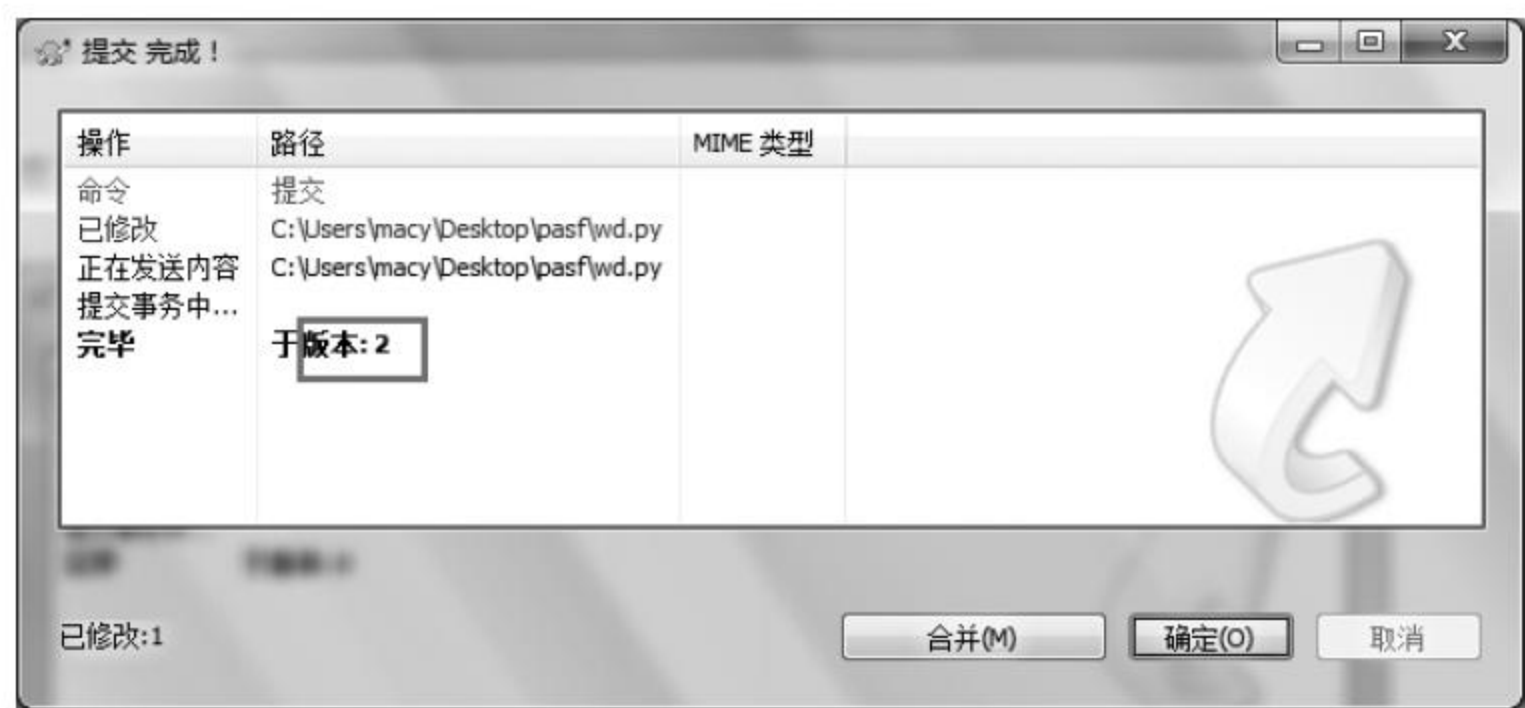 提交 完成！
操作 路径 MIME 类型
命令 提交
已修改 C:\Users\macy\Desktop\pasf\wd.py
正在发送内容 C:\Users\macy\Desktop\pasf\wd.py
提交事务中...
完毕 于版本: 2
已修改:1 合并(M) 确定(O) 取消